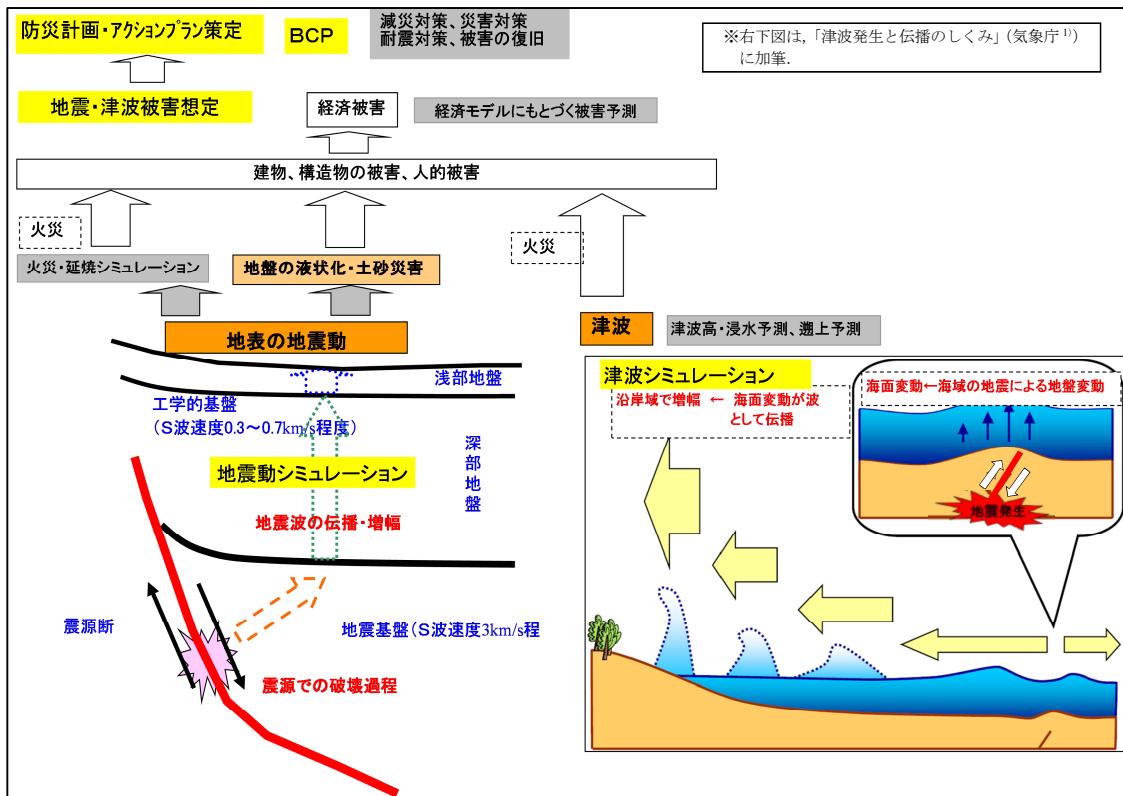 防災計画・アクションプラン策定
BCP
減災対策、災害対策
耐震対策、被害の復旧
※右下図は,「津波発生と伝播のしくみ」(気象庁1))
に加筆.
地震・津波被害想定
経済被害
経済モデルにもとづく被害予測
建物、構造物の被害、人的被害
火災
火災
火災・延焼シミュレーション
地盤の液状化・土砂災害
地表の地震動
津波
津波高・浸水予測、遡上予測
浅部地盤
工学的基盤
(S波速度0.3~0.7km/s程度)
深部地盤
地震動シミュレーション
地震波の伝播・増幅
震源断
地震基盤(S波速度3km/s程
震源での破壊過程
津波シミュレーション
沿岸域で増幅 ← 海面変動が波
として伝播
海面変動←海域の地震による地盤変動
地震発生